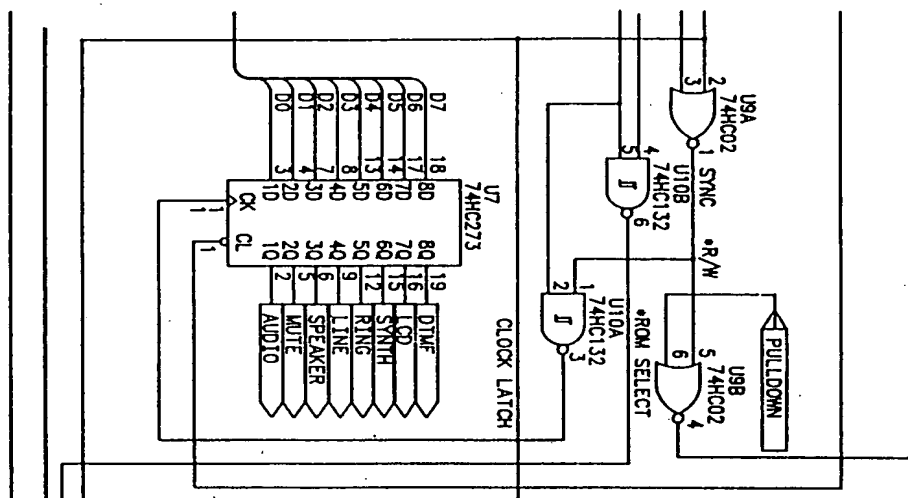 D0
D1
D2
D3
D4
D5
D6
D7
3
4
7
8
13
14
17
18
1D
2D
3D
4D
5D
6D
7D
8D
U7
74HC273
CK
CL
11
1
1Q
2Q
3Q
4Q
5Q
6Q
7Q
8Q
2
5
6
9
12
15
16
19
AUDIO
MUTE
SPEAKER
LINE
RING
SYNTH
LCD
DTMF
CLOCK LATCH
2
1
U10A
74HC132
3
5
4
U10B
74HC132
6
*ROM SELECT
3
2
U9A
74HC02
1
SYNC
*R/W
6
5
U9B
74HC02
4
PULLDOWN